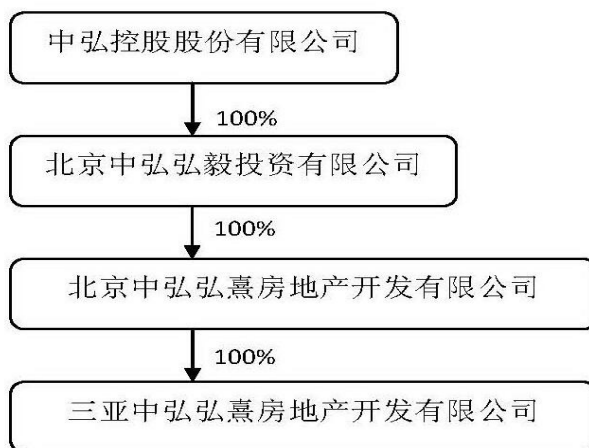 中弘控股股份有限公司
100%
北京中弘弘毅投资有限公司
100%
北京中弘弘熹房地产开发有限公司
100%
三亚中弘弘熹房地产开发有限公司